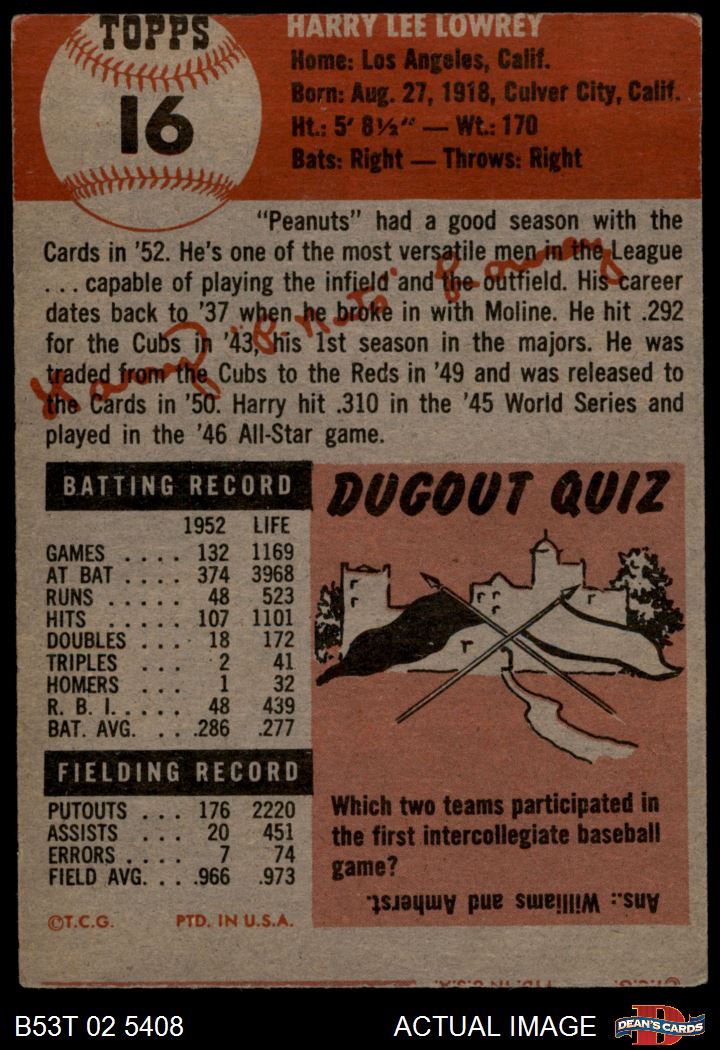 TOPPS
16
HARRY LEE LOWREY
Home: Los Angeles, Calif.
Born: Aug. 27, 1918, Culver City, Calif.
Ht.: 5' 8½" — Wt.: 170
Bats: Right — Throws: Right
"Peanuts" had a good season with the
Cards in '52. He's one of the most versatile men in the League
... capable of playing the infield and the outfield. His career
dates back to '37 when he broke in with Moline. He hit .292
for the Cubs in '43, his 1st season in the majors. He was
traded from the Cubs to the Reds in '49 and was released to
the Cards in '50. Harry hit .310 in the '45 World Series and
played in the '46 All-Star game.
BATTING RECORD
1952 LIFE
GAMES .... 132 1169
AT BAT .... 374 3968
RUNS ..... 48 523
HITS ..... 107 1101
DOUBLES ... 18 172
TRIPLES ... 2 41
HOMERS ... 1 32
R. B. I. .... 48 439
BAT. AVG. ... .286 .277
FIELDING RECORD
PUTOUTS ... 176 2220
ASSISTS ... 20 451
ERRORS ... 7 74
FIELD AVG. .. .966 .973
©T.C.G. PTD. IN U.S.A.
DUGOUT QUIZ
Which two teams participated in
the first intercollegiate baseball
game?
Ans.: Williams and Amherst.
B53T 02 5408
ACTUAL IMAGE
DEAN'S CARDS